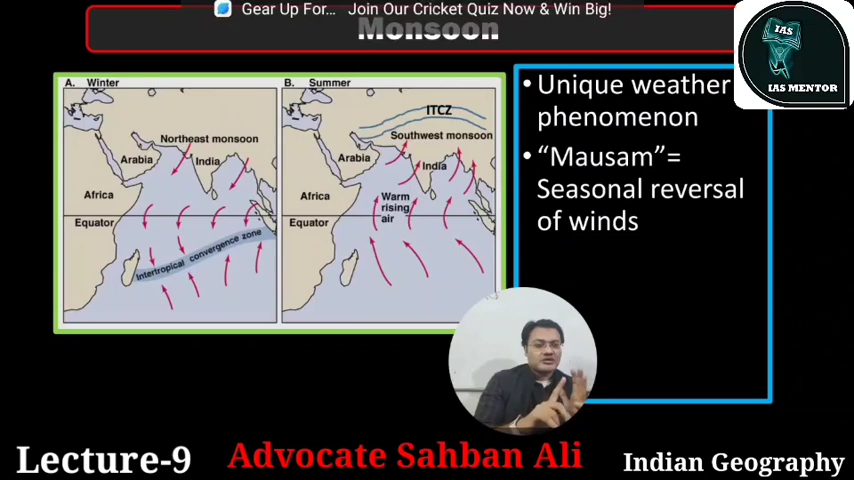 Gear Up For... Join Our Cricket Quiz Now & Win Big!
Monsoon
IAS
IAS MENTOR
A. Winter
Northeast monsoon
Arabia
India
Africa
Equator
Intertropical convergence zone
B. Summer
ITCZ
Southwest monsoon
Arabia
India
Africa
Warm
rising
air
Equator
• Unique weather
phenomenon
• “Mausam”=
Seasonal reversal
of winds
Lecture-9
Advocate Sahban Ali
Indian Geography